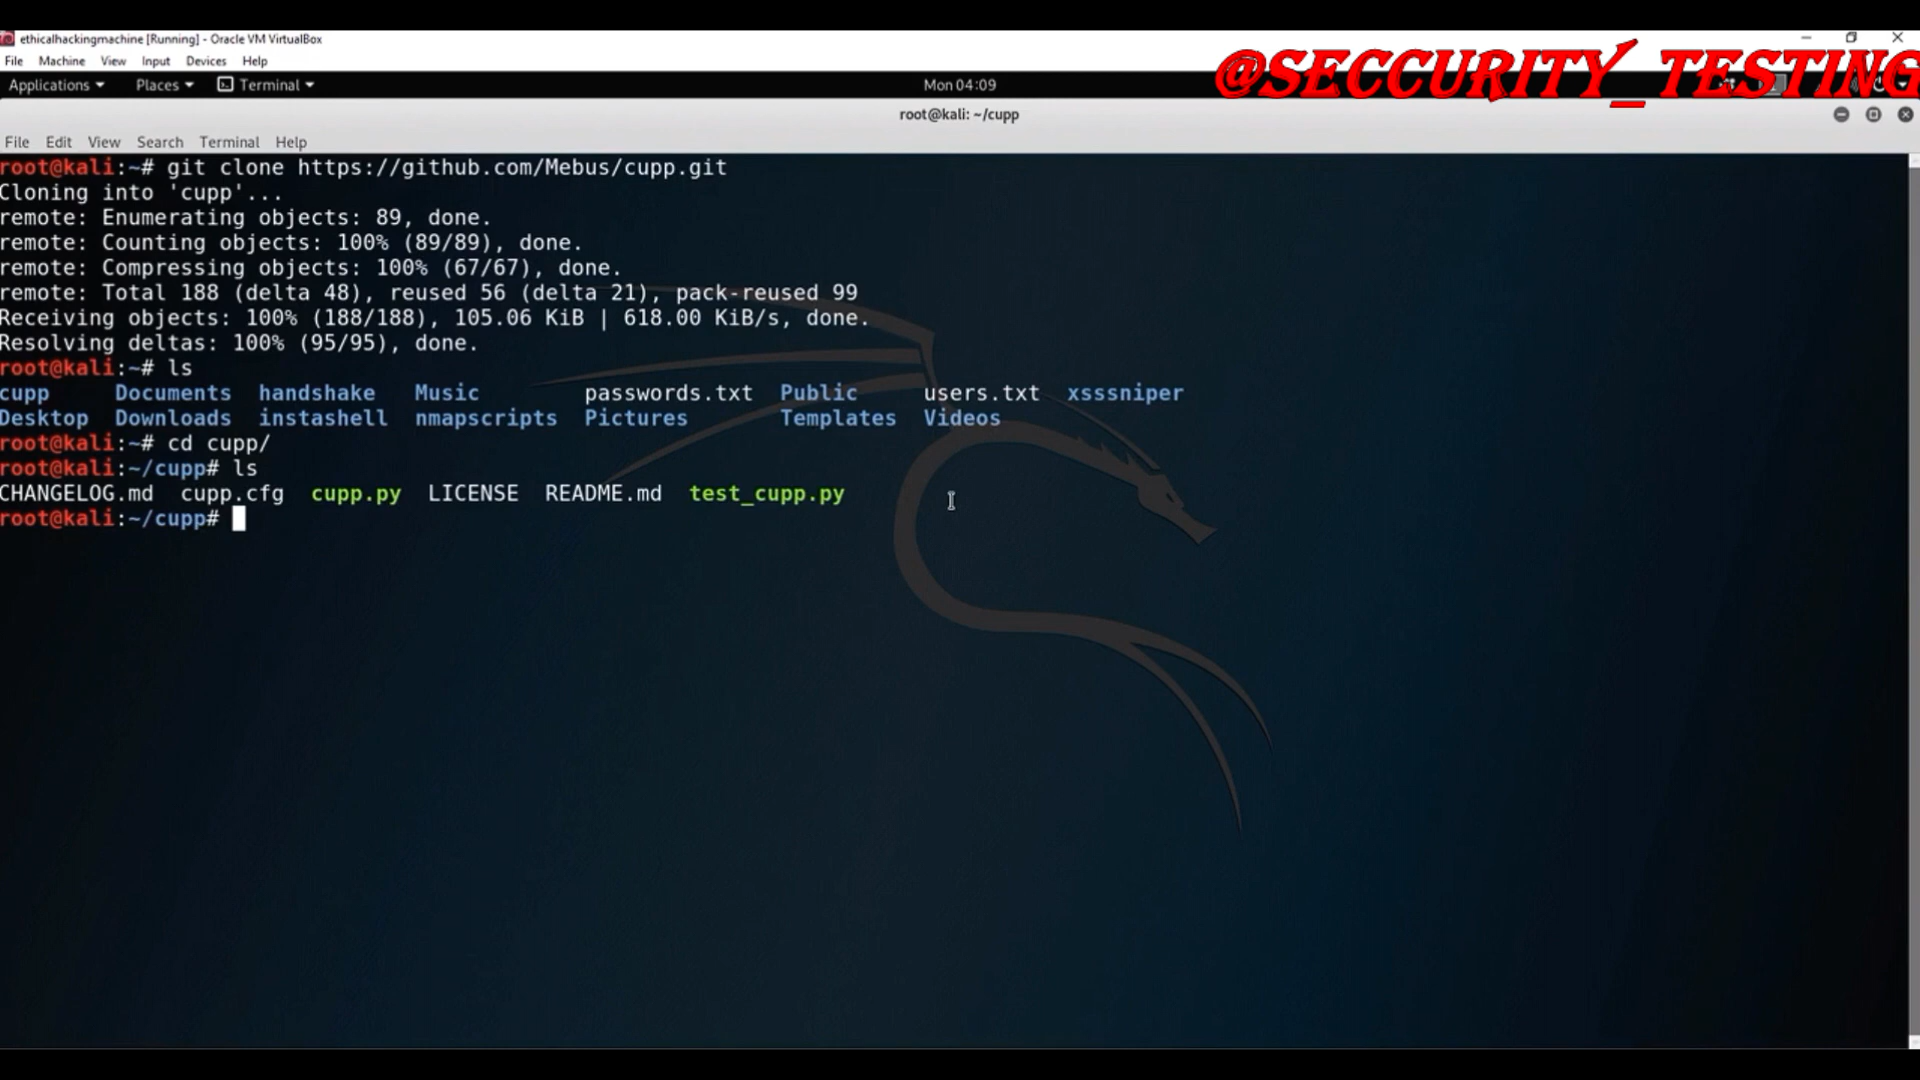 ethicalhackingmachine [Running] - Oracle VM VirtualBox
File Machine View Input Devices Help
@SECCURITY_TESTING
Applications Places Terminal Mon 04:09
root@kali: ~/cupp
File Edit View Search Terminal Help
root@kali:~# git clone https://github.com/Mebus/cupp.git
Cloning into 'cupp'...
remote: Enumerating objects: 89, done.
remote: Counting objects: 100% (89/89), done.
remote: Compressing objects: 100% (67/67), done.
remote: Total 188 (delta 48), reused 56 (delta 21), pack-reused 99
Receiving objects: 100% (188/188), 105.06 KiB | 618.00 KiB/s, done.
Resolving deltas: 100% (95/95), done.
root@kali:~# ls
cupp Documents handshake Music passwords.txt Public users.txt xsssniper
Desktop Downloads instashell nmapscripts Pictures Templates Videos
root@kali:~# cd cupp/
root@kali:~/cupp# ls
CHANGELOG.md cupp.cfg cupp.py LICENSE README.md test_cupp.py
root@kali:~/cupp#